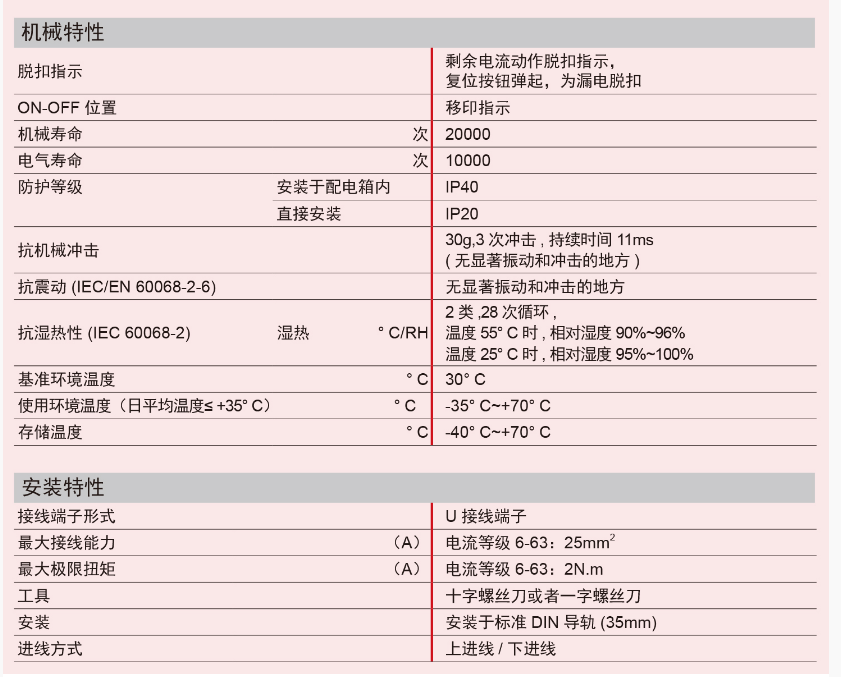 机械特性
脱扣指示 剩余电流动作脱扣指示，
复位按钮弹起，为漏电脱扣
ON-OFF 位置 移印指示
机械寿命 次 20000
电气寿命 次 10000
防护等级 安装于配电箱内 IP40
直接安装 IP20
抗机械冲击 30g,3 次冲击 , 持续时间 11ms
( 无显著振动和冲击的地方 )
抗震动 (IEC/EN 60068-2-6) 无显著振动和冲击的地方
抗湿热性 (IEC 60068-2) 湿热 ° C/RH 2 类 ,28 次循环 ,
温度 55° C 时 , 相对湿度 90%~96%
温度 25° C 时 , 相对湿度 95%~100%
基准环境温度 ° C 30° C
使用环境温度（日平均温度≤ +35° C） ° C -35° C~+70° C
存储温度 ° C -40° C~+70° C
安装特性
接线端子形式 U 接线端子
最大接线能力 （A） 电流等级 6-63：25mm²
最大极限扭矩 （A） 电流等级 6-63：2N.m
工具 十字螺丝刀或者一字螺丝刀
安装 安装于标准 DIN 导轨 (35mm)
进线方式 上进线 / 下进线